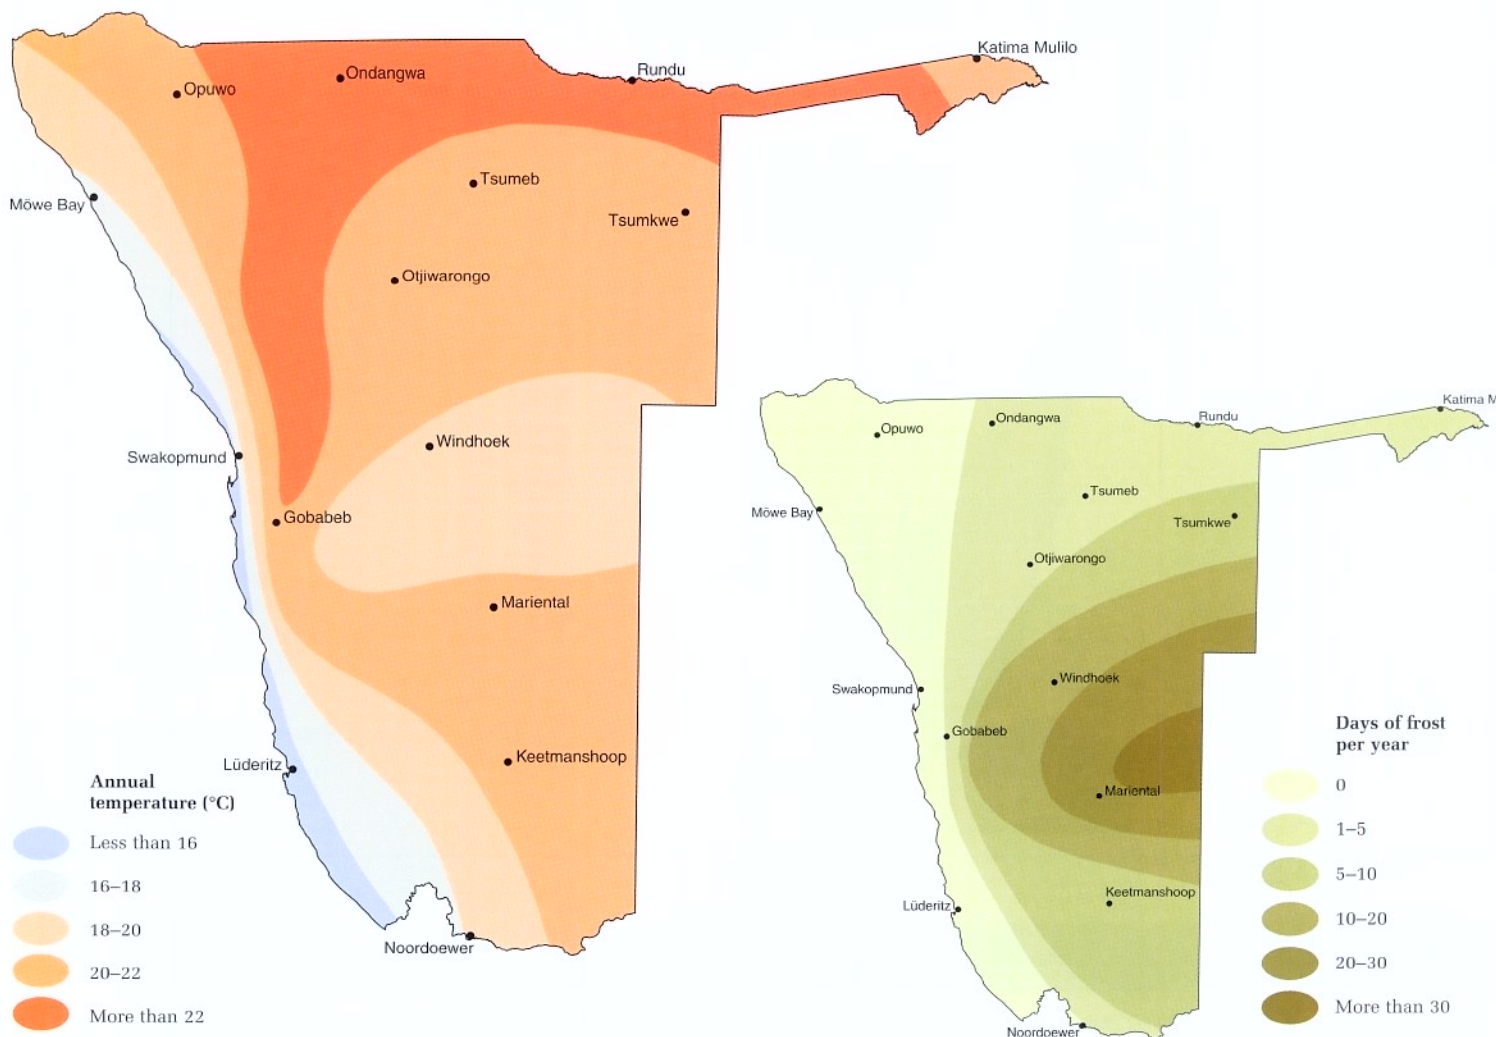 Katima Mulilo
Ondangwa
Rundu
Opuwo
Tsumeb
Möwe Bay
Tsumkwe
Otjiwarongo
Windhoek
Swakopmund
Gobabeb
Mariental
Keetmanshoop
Lüderitz
Noordoewer
Annual
temperature (°C)
Less than 16
16–18
18–20
20–22
More than 22
Katima M
Rundu
Ondangwa
Opuwo
Tsumeb
Möwe Bay
Tsumkwe
Otjiwarongo
Windhoek
Swakopmund
Gobabeb
Mariental
Keetmanshoop
Lüderitz
Noordoewer
Days of frost
per year
0
1–5
5–10
10–20
20–30
More than 30